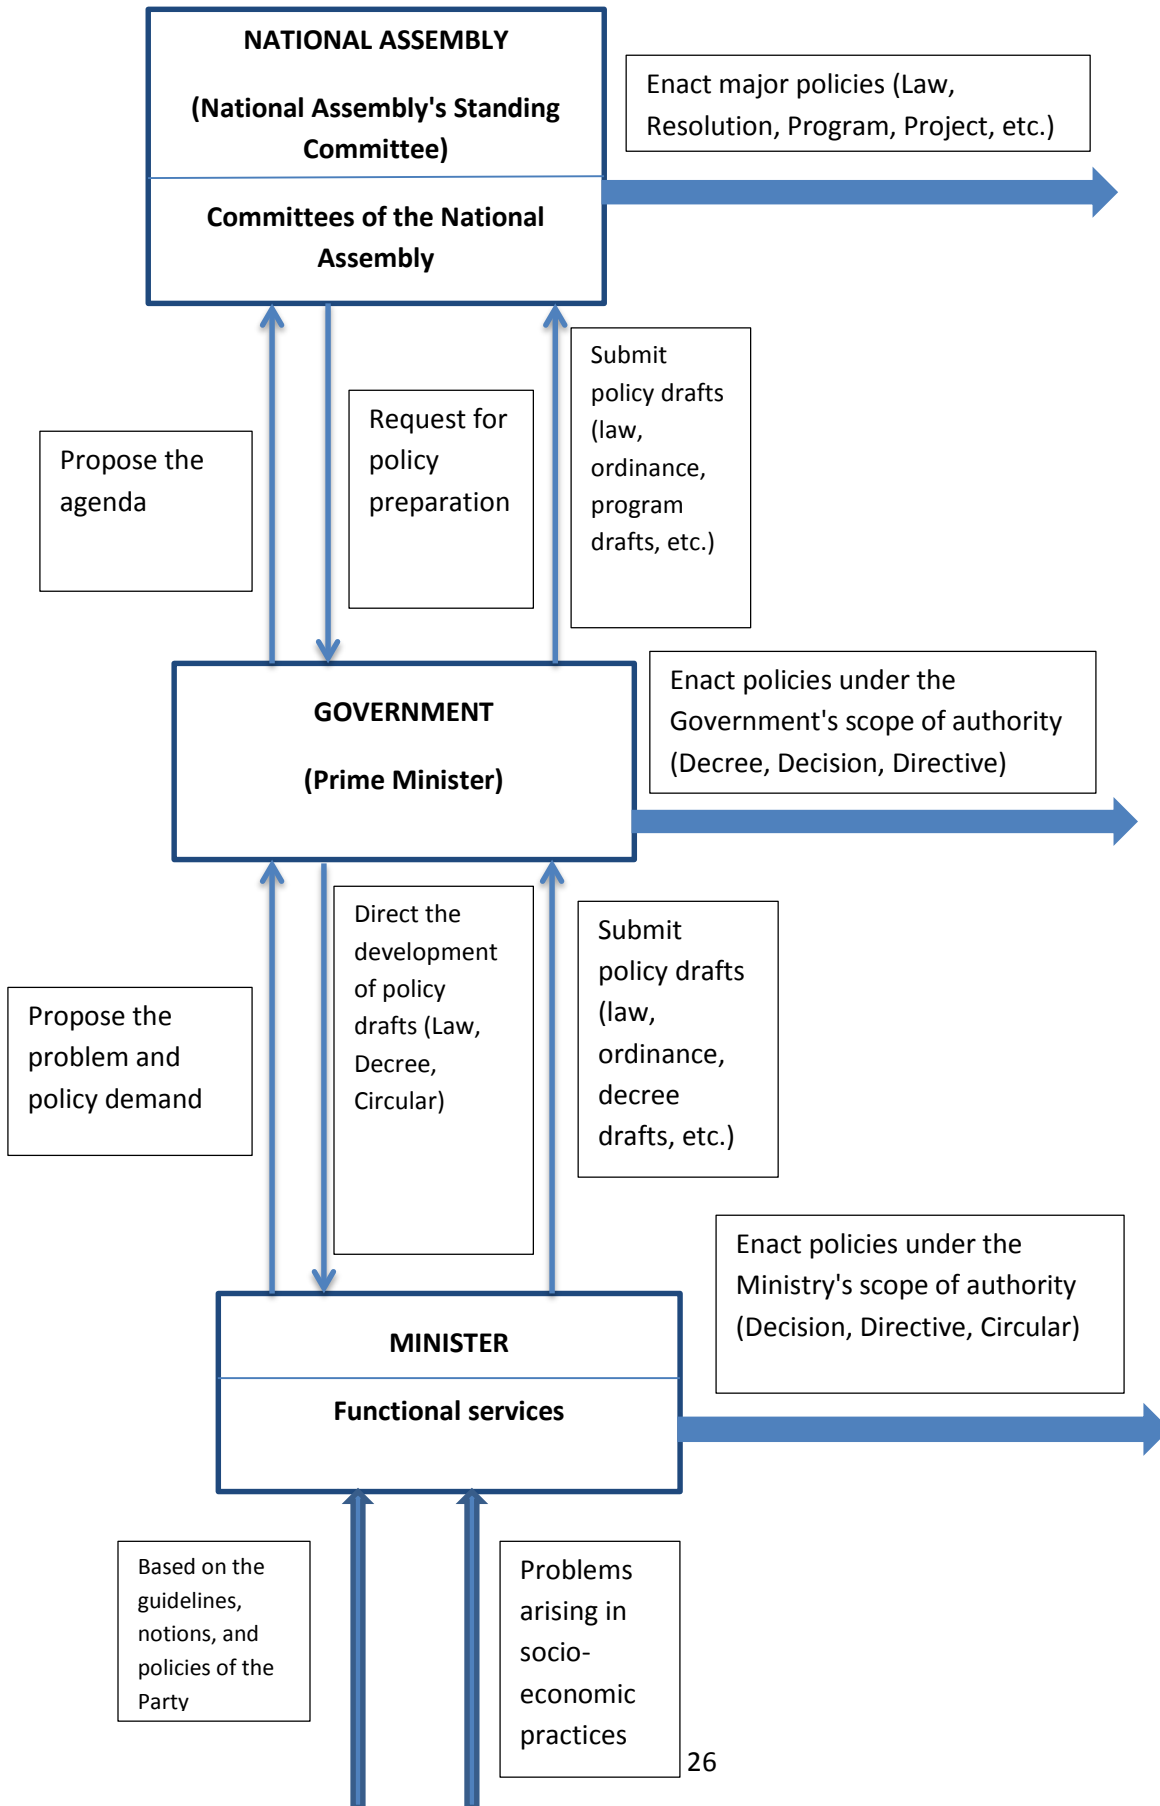 NATIONAL ASSEMBLY
(National Assembly's Standing
Committee)
Committees of the National
Assembly
Enact major policies (Law,
Resolution, Program, Project, etc.)
Propose the
agenda
Request for
policy
preparation
Submit
policy drafts
(law,
ordinance,
program
drafts, etc.)
GOVERNMENT
(Prime Minister)
Enact policies under the
Government's scope of authority
(Decree, Decision, Directive)
Propose the
problem and
policy demand
Direct the
development
of policy
drafts (Law,
Decree,
Circular)
Submit
policy drafts
(law,
ordinance,
decree
drafts, etc.)
MINISTER
Functional services
Enact policies under the
Ministry's scope of authority
(Decision, Directive, Circular)
Based on the
guidelines,
notions, and
policies of the
Party
Problems
arising in
socio-
economic
practices
26